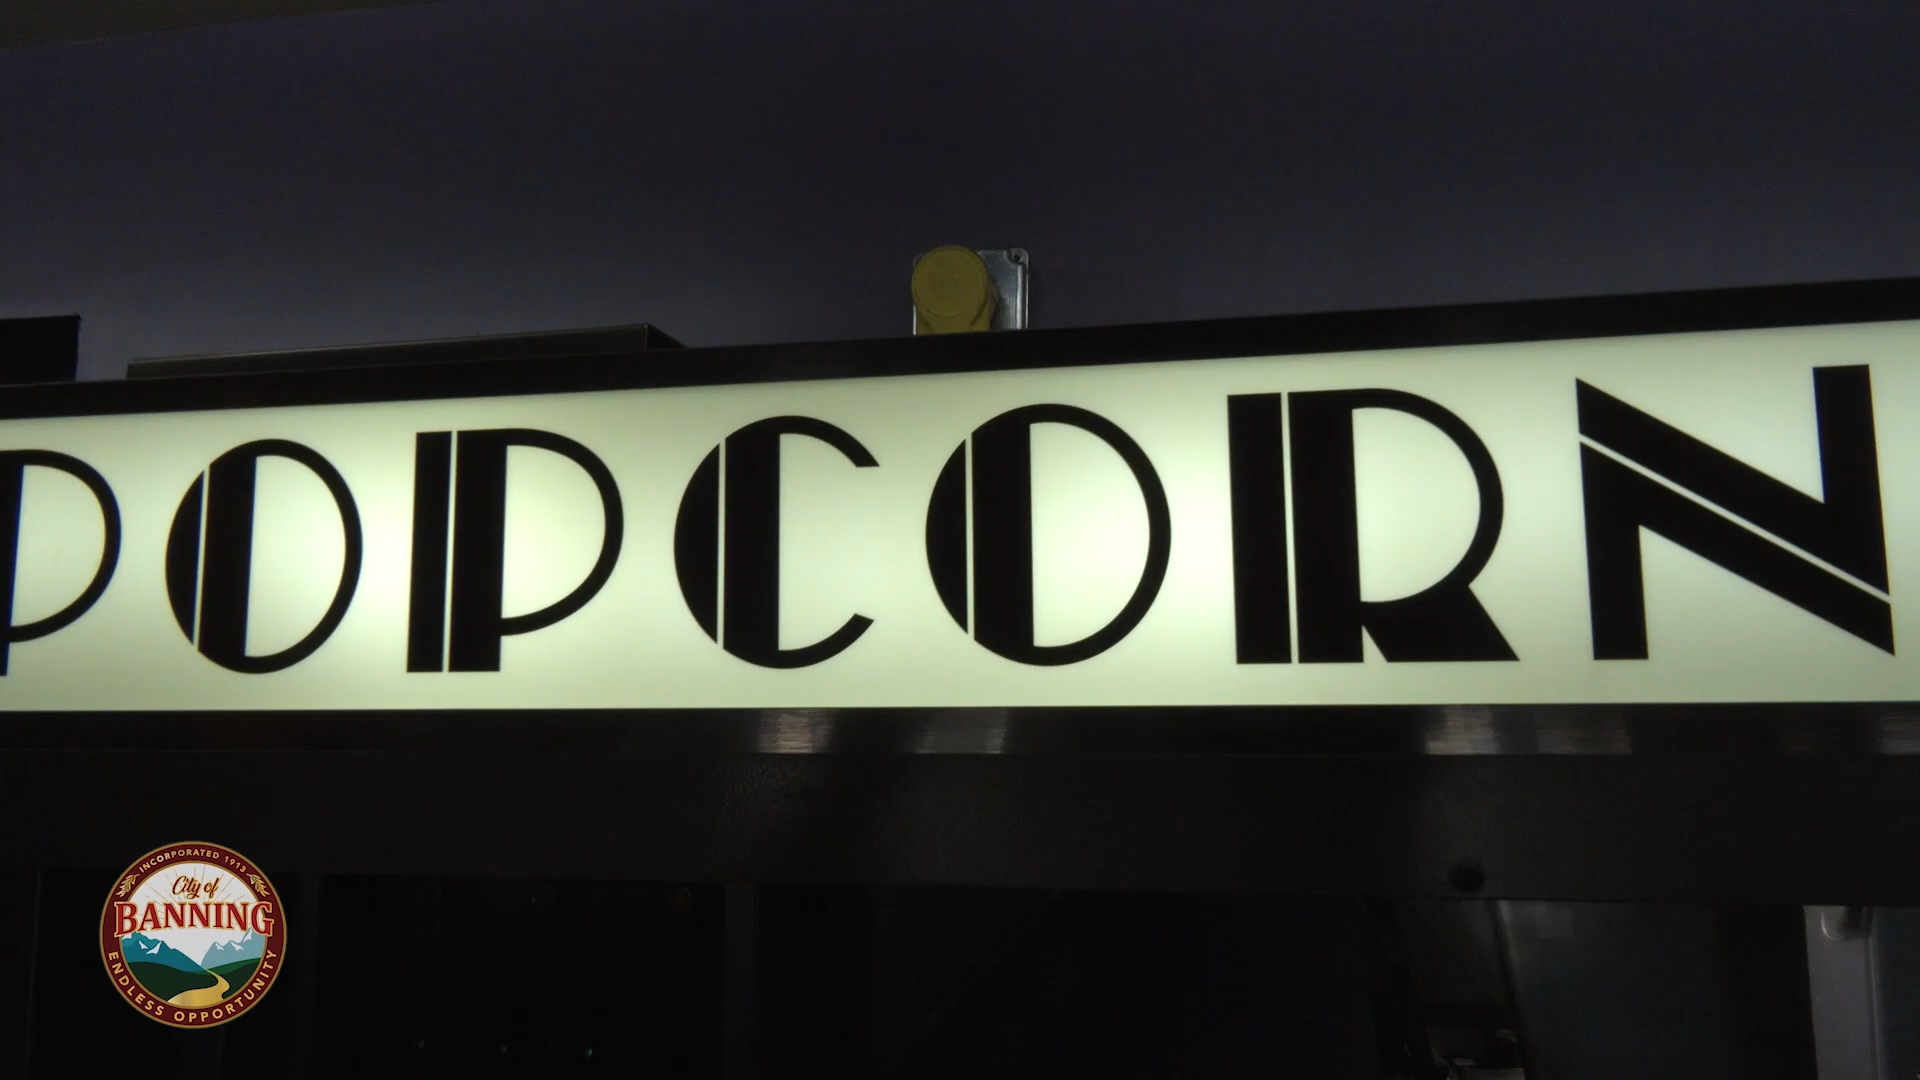 POPCORN
INCORPORATED 1913
City of
BANNING
ENDLESS OPPORTUNITY